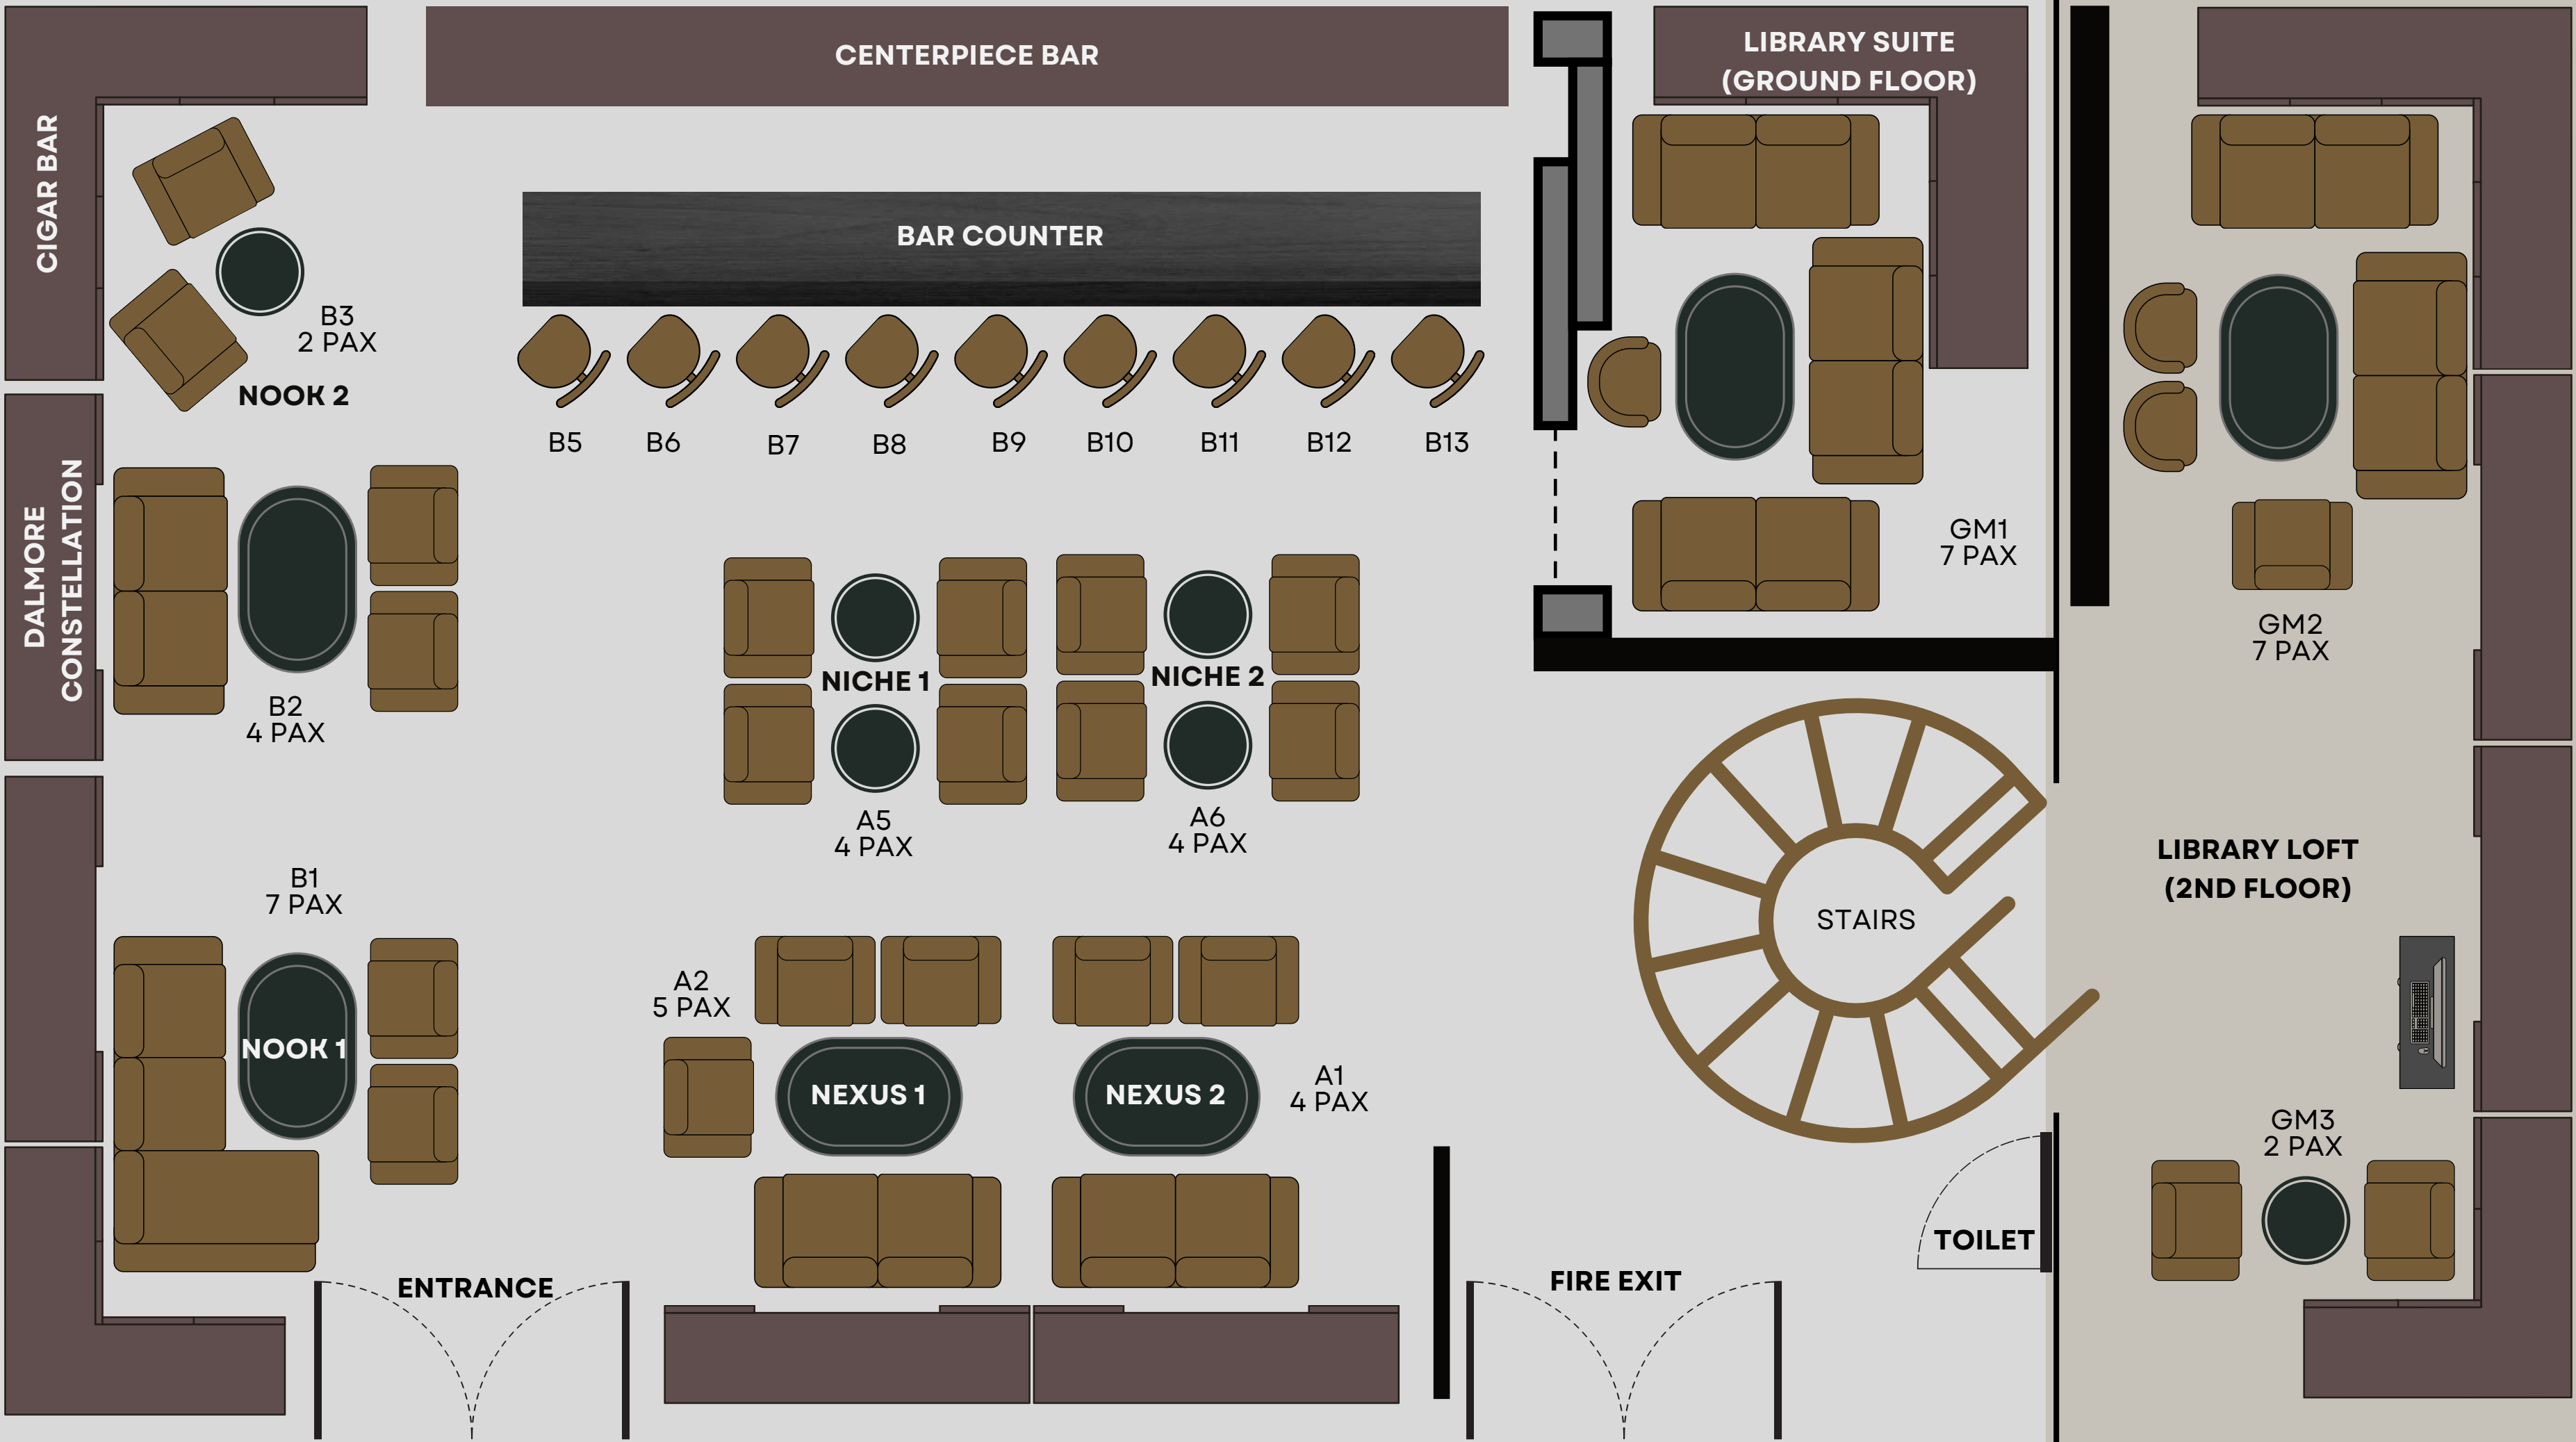 CENTERPIECE BAR
LIBRARY SUITE
(GROUND FLOOR)
CIGAR BAR
BAR COUNTER
B3
2 PAX
NOOK 2
B5
B6
B7
B8
B9
B10
B11
B12
B13
DALMORE
CONSTELLATION
GM1
7 PAX
GM2
7 PAX
B2
4 PAX
NICHE 1
NICHE 2
A5
4 PAX
A6
4 PAX
B1
7 PAX
LIBRARY LOFT
(2ND FLOOR)
STAIRS
NOOK 1
A2
5 PAX
NEXUS 1
NEXUS 2
A1
4 PAX
GM3
2 PAX
TOILET
ENTRANCE
FIRE EXIT